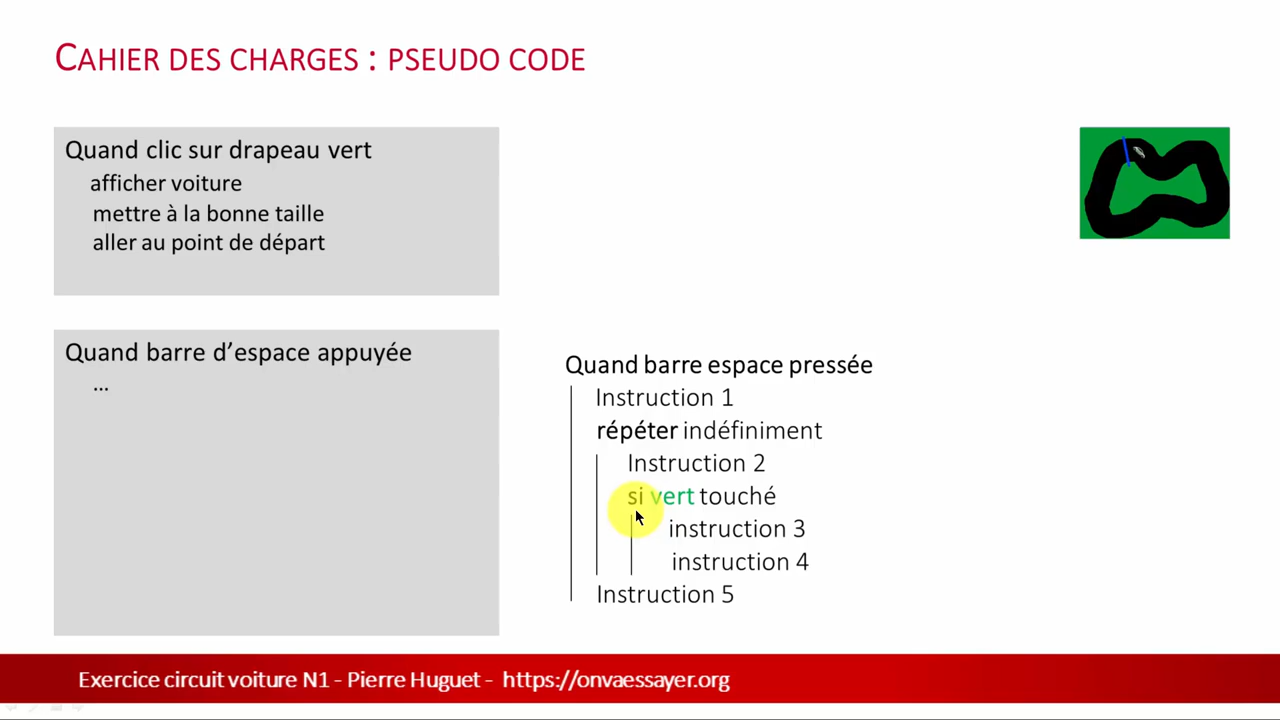 CAHIER DES CHARGES : PSEUDO CODE
Quand clic sur drapeau vert
afficher voiture
mettre à la bonne taille
aller au point de départ
Quand barre d’espace appuyée
...
Quand barre espace pressée
Instruction 1
répéter indéfiniment
Instruction 2
si vert touché
instruction 3
instruction 4
Instruction 5
Exercice circuit voiture N1 - Pierre Huguet - https://onvaessayer.org